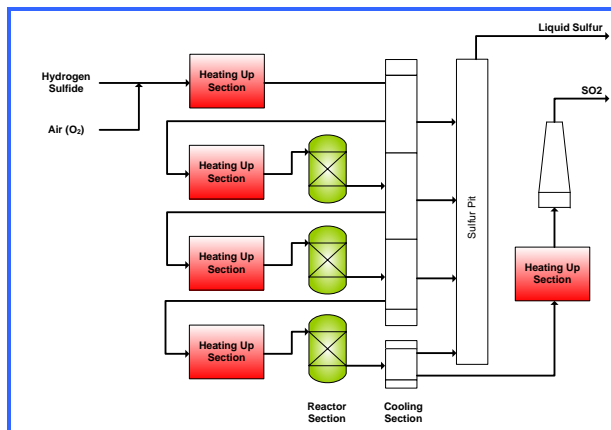 Liquid Sulfur
Hydrogen
Sulfide
Heating Up
Section
SO2
Air (O₂)
Heating Up
Section
Sulfur Pit
Heating Up
Section
Heating Up
Section
Heating Up
Section
Reactor
Section
Cooling
Section